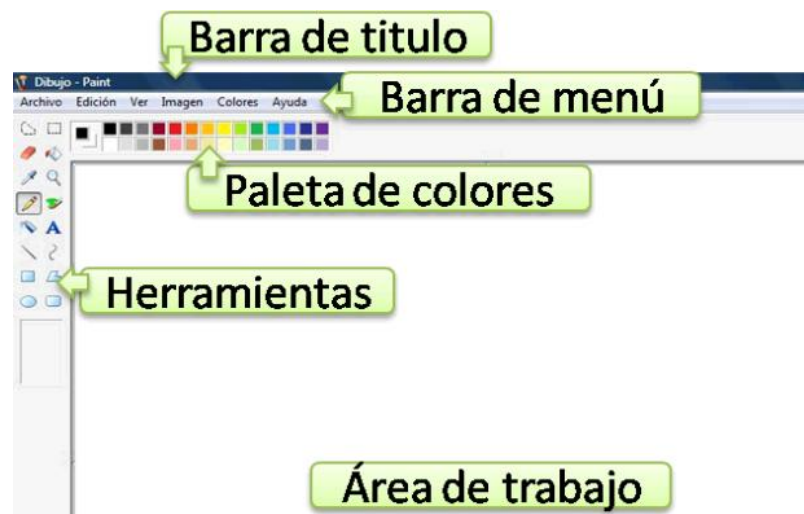 Barra de titulo
Dibujo - Paint
Archivo Edición Ver Imagen Colores Ayuda
Barra de menú
Paleta de colores
A
Herramientas
Área de trabajo